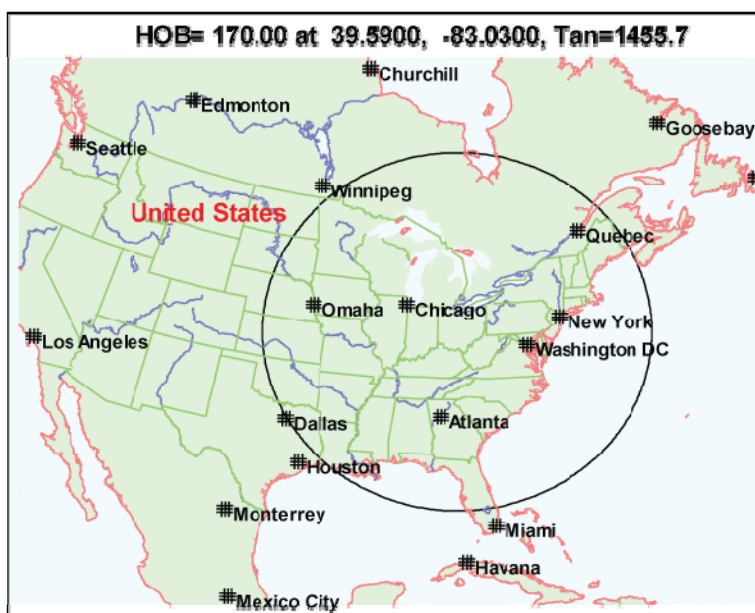 HOB= 170.00 at 39.5900, -83.0300, Tan=1455.7
Churchill
Edmonton
Goosebay
Seattle
Winnipeg
United States
Quebec
Omaha
Chicago
New York
Los Angeles
Washington DC
Dallas
Atlanta
Houston
Monterrey
Miami
Havana
Mexico City